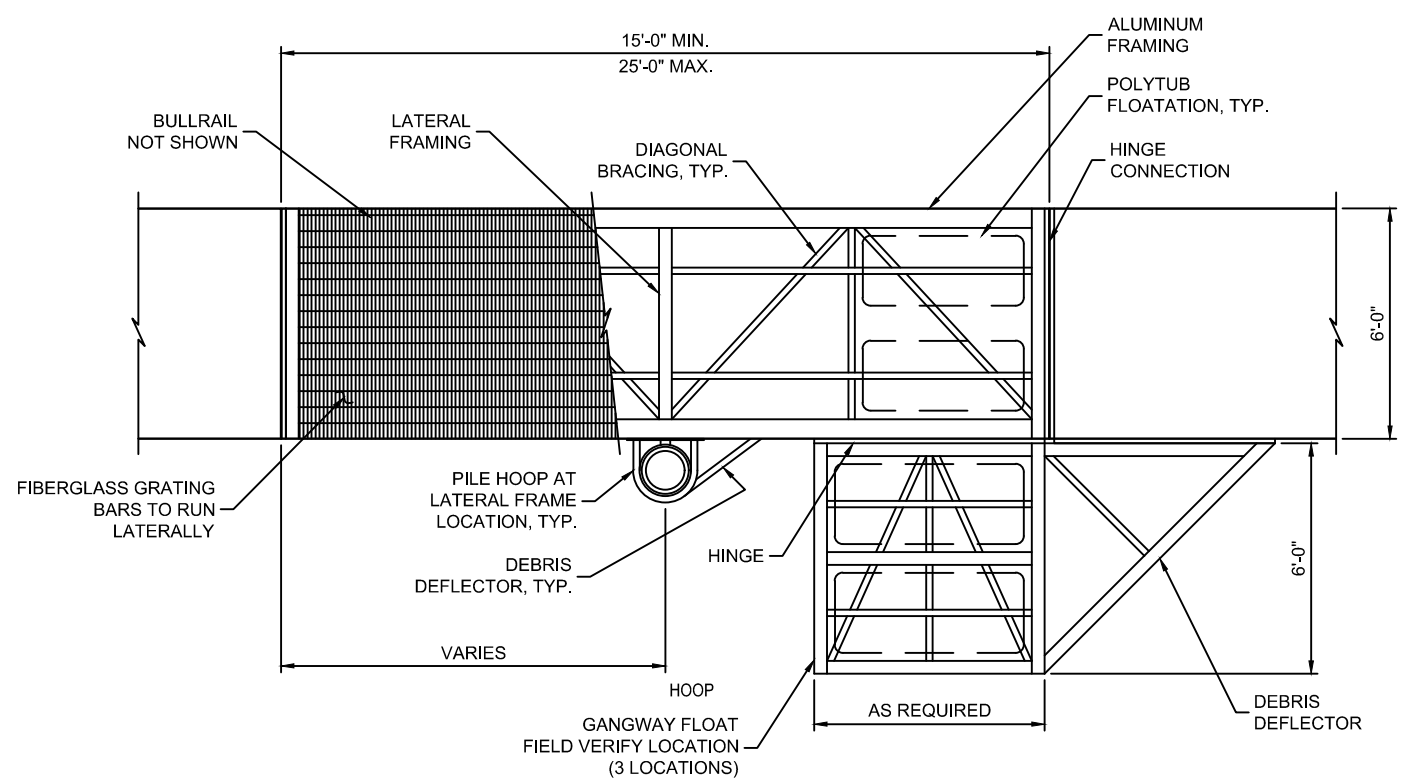 15'-0" MIN.
25'-0" MAX.
ALUMINUM
FRAMING
POLYTUB
FLOATATION, TYP.
HINGE
CONNECTION
BULLRAIL
NOT SHOWN
LATERAL
FRAMING
DIAGONAL
BRACING, TYP.
6'-0"
FIBERGLASS GRATING
BARS TO RUN
LATERALLY
PILE HOOP AT
LATERAL FRAME
LOCATION, TYP.
DEBRIS
DEFLECTOR, TYP.
HINGE
6'-0"
VARIES
HOOP
GANGWAY FLOAT
FIELD VERIFY LOCATION
(3 LOCATIONS)
AS REQUIRED
DEBRIS
DEFLECTOR